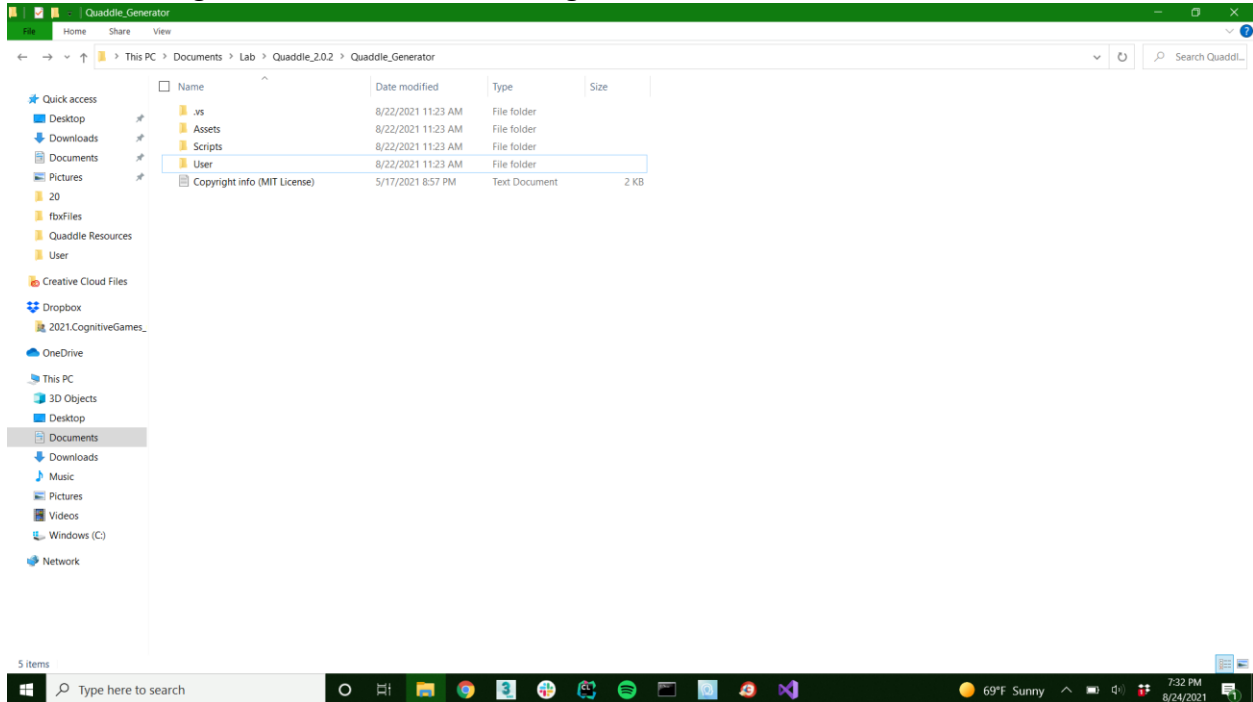 Quaddle_Generator
File Home Share View
This PC > Documents > Lab > Quaddle_2.0.2 > Quaddle_Generator
Search Quaddl...
Name Date modified Type Size
Quick access
Desktop
Downloads
Documents
Pictures
20
fbxFiles
Quaddle Resources
User
Creative Cloud Files
Dropbox
2021.CognitiveGames_
OneDrive
This PC
3D Objects
Desktop
Documents
Downloads
Music
Pictures
Videos
Windows (C:)
Network
.vs 8/22/2021 11:23 AM File folder
Assets 8/22/2021 11:23 AM File folder
Scripts 8/22/2021 11:23 AM File folder
User 8/22/2021 11:23 AM File folder
Copyright info (MIT License) 5/17/2021 8:57 PM Text Document 2 KB
5 items
Type here to search
69°F Sunny
7:32 PM
8/24/2021